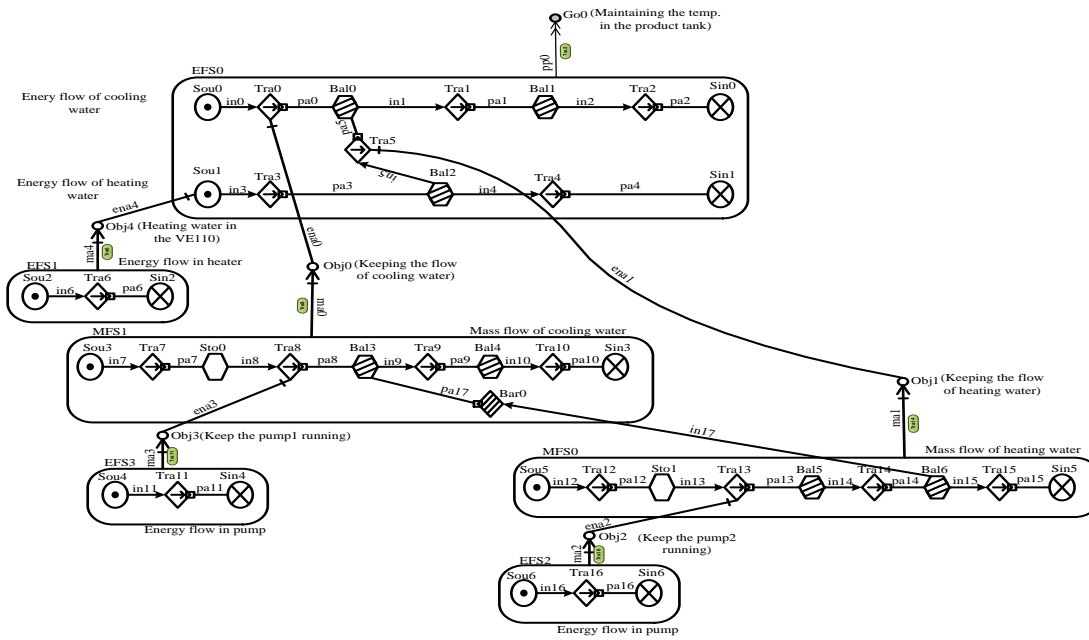 Go0 (Maintaining the temp.
in the product tank)
pp0
EFS0
Enery flow of cooling
water
Sou0 in0 Tra0 pa0 Bal0 in1 Tra1 pa1 Bal1 in2 Tra2 pa2 Sin0
pa5
Tra5
in5
Energy flow of heating
water
Sou1 in3 Tra3 pa3 Bal2 in4 Tra4 pa4 Sin1
ena4
Obj4 (Heating water in
the VE110)
ma4
ena0
ena1
EFS1
Energy flow in heater
Sou2 in6 Tra6 pa6 Sin2
Obj0 (Keeping the flow
of cooling water)
ma0
MFS1
Mass flow of cooling water
Sou3 in7 Tra7 pa7 Sto0 in8 Tra8 pa8 Bal3 in9 Tra9 pa9 Bal4 in10 Tra10 pa10 Sin3
pa17
Bar0
in17
ena3
Obj1 (Keeping the flow
of heating water)
ma1
Obj3(Keep the pump1 running)
ma3
EFS3
Sou4 in11 Tra11 pa11 Sin4
Energy flow in pump
MFS0
Mass flow of heating water
Sou5 in12 Tra12 pa12 Sto1 in13 Tra13 pa13 Bal5 in14 Tra14 pa14 Bal6 in15 Tra15 pa15 Sin5
ena2
Obj2 (Keep the pump2
running)
ma2
EFS2
Sou6 in16 Tra16 pa16 Sin6
Energy flow in pump